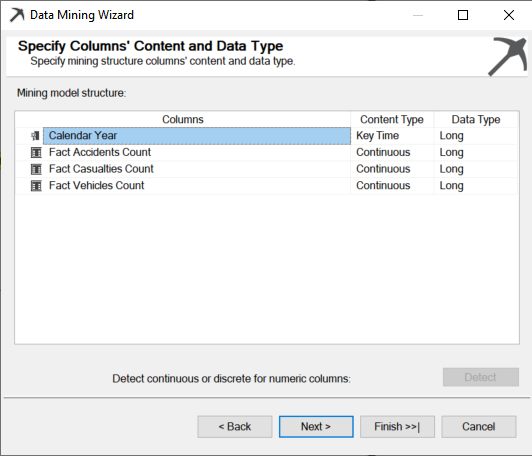 Data Mining Wizard
Specify Columns' Content and Data Type
Specify mining structure columns' content and data type.
Mining model structure:
Columns Content Type Data Type
Calendar Year Key Time Long
Fact Accidents Count Continuous Long
Fact Casualties Count Continuous Long
Fact Vehicles Count Continuous Long
Detect continuous or discrete for numeric columns: Detect
< Back Next > Finish >>| Cancel